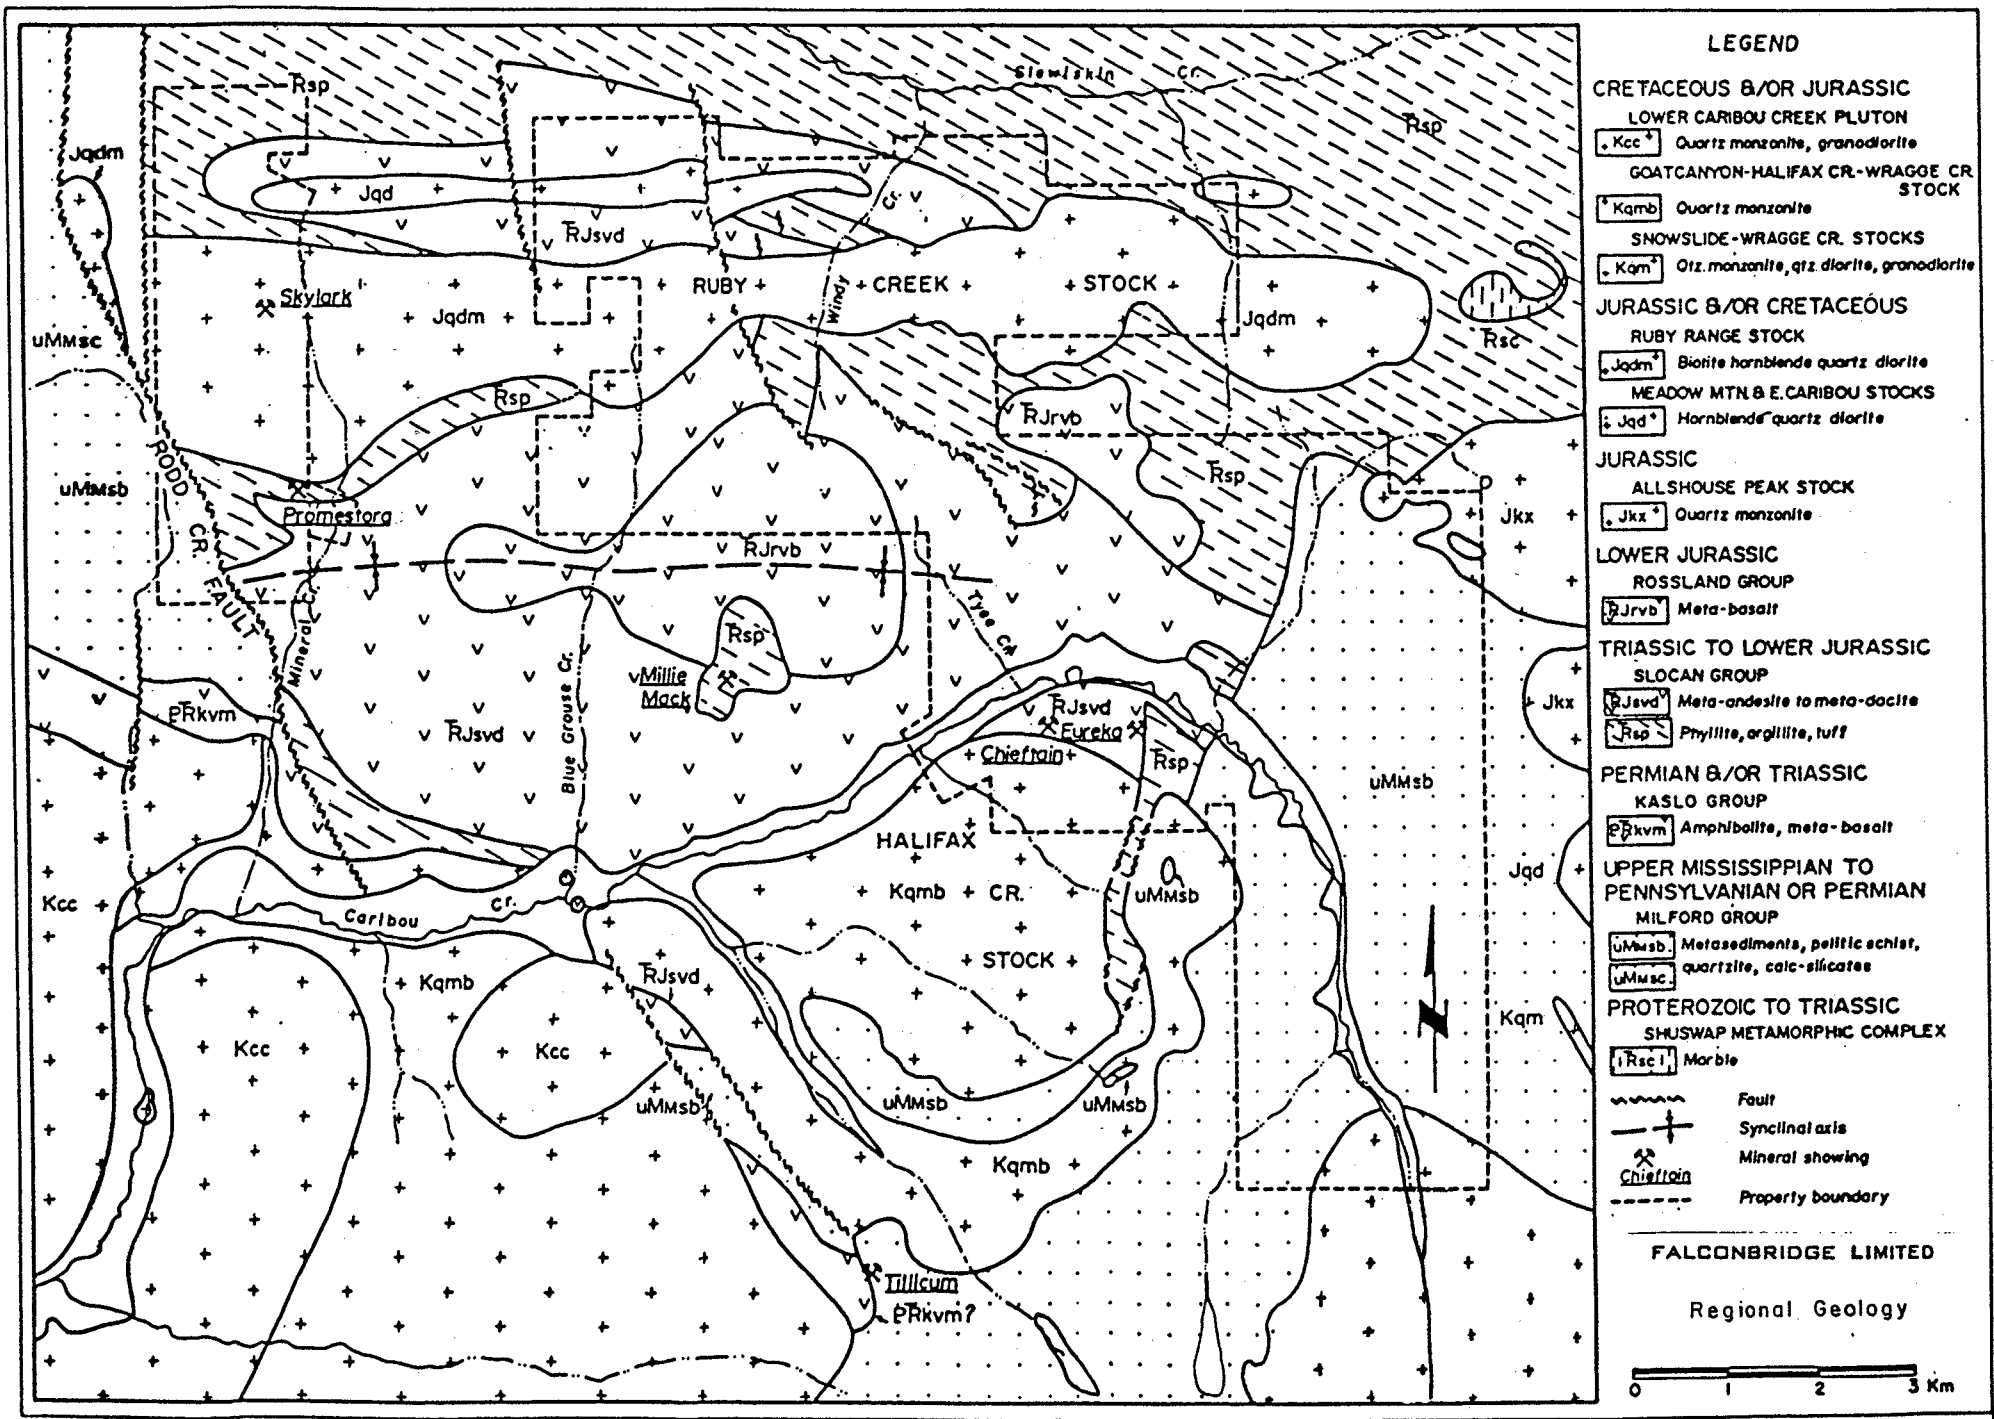 Slewiskin Cr.
Rsp
Rsp
Jqdm
Jqd
Cr.
RJsvd
RUBY CREEK STOCK
Windy
Skylark
Jqdm
Jqdm
uMMsc
Rsc
Rsp
RJrvb
Rsp
RODD CR. FAULT
uMMsb
Promestora
Jkx
RJrvb
Mineral Cr.
Tyee Cr.
Rsp
Millie
Mack
Blue Grouse Cr.
PRkvm
RJsvd
RJsvd
Eureka
Chieftain
Rsp
Jkx
uMMsb
HALIFAX CR. STOCK
Kqmb
uMMsb
Jqd
Kcc
Caribou Cr.
Kqmb
RJsvd
Kcc
Kcc
uMMsb
uMMsb
uMMsb
Kqm
Kqmb
Tillicum
PRkvm?
N
LEGEND
CRETACEOUS &/OR JURASSIC
LOWER CARIBOU CREEK PLUTON
Kcc Quartz monzonite, granodiorite
GOATCANYON-HALIFAX CR.-WRAGGE CR.
STOCK
Kqmb Quartz monzonite
SNOWSLIDE-WRAGGE CR. STOCKS
Kqm Qtz. monzonite, qtz. diorite, granodiorite
JURASSIC &/OR CRETACEOUS
RUBY RANGE STOCK
Jqdm Biotite hornblende quartz diorite
MEADOW MTN. & E. CARIBOU STOCKS
Jqd Hornblende quartz diorite
JURASSIC
ALLSHOUSE PEAK STOCK
Jkx Quartz monzonite
LOWER JURASSIC
ROSSLAND GROUP
RJrvb Meta-basalt
TRIASSIC TO LOWER JURASSIC
SLOCAN GROUP
RJsvd Meta-andesite to meta-dacite
Rsp Phyllite, argillite, tuff
PERMIAN &/OR TRIASSIC
KASLO GROUP
PRkvm Amphibolite, meta-basalt
UPPER MISSISSIPPIAN TO
PENNSYLVANIAN OR PERMIAN
MILFORD GROUP
uMMsb Metasediments, pelitic schist,
uMMsc quartzite, calc-silicates
PROTEROZOIC TO TRIASSIC
SHUSWAP METAMORPHIC COMPLEX
Rsc Marble
Fault
Synclinal axis
Mineral showing
Chieftain
Property boundary
FALCONBRIDGE LIMITED
Regional Geology
0 1 2 3 Km